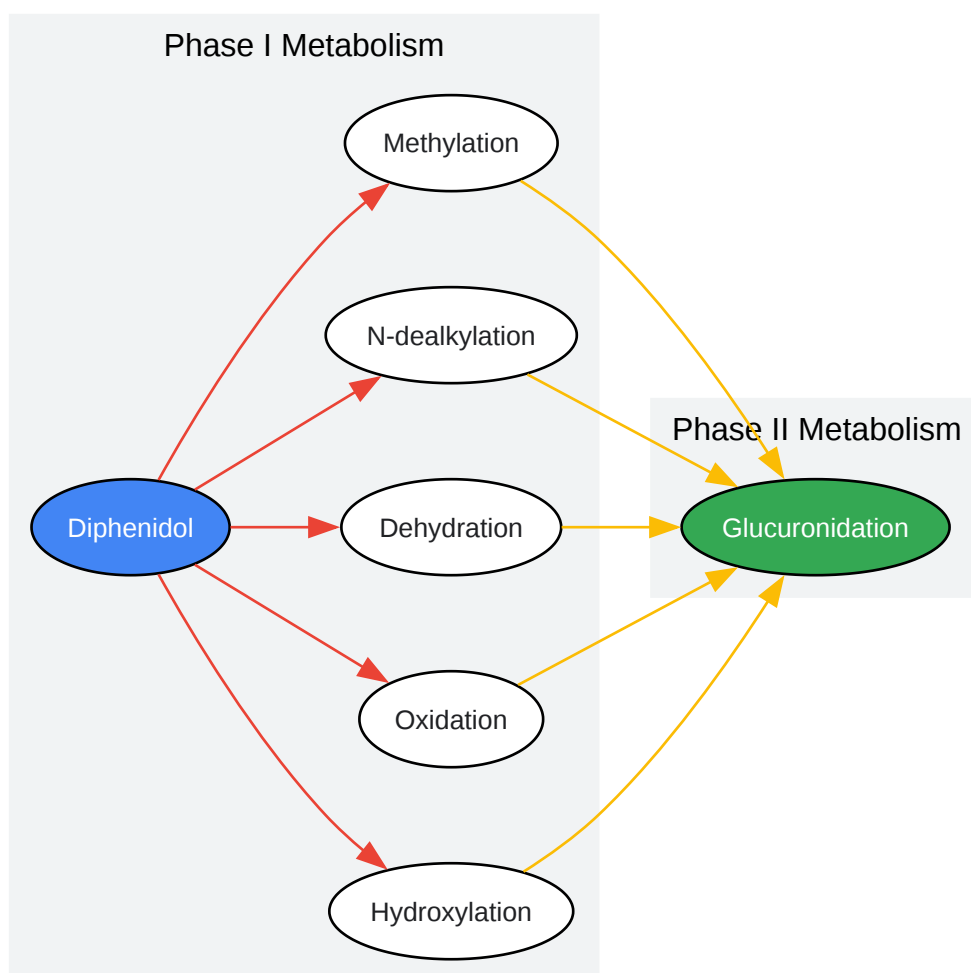 Phase I Metabolism
Methylation
N-dealkylation
Phase II Metabolism
Diphenidol
Dehydration
Glucuronidation
Oxidation
Hydroxylation